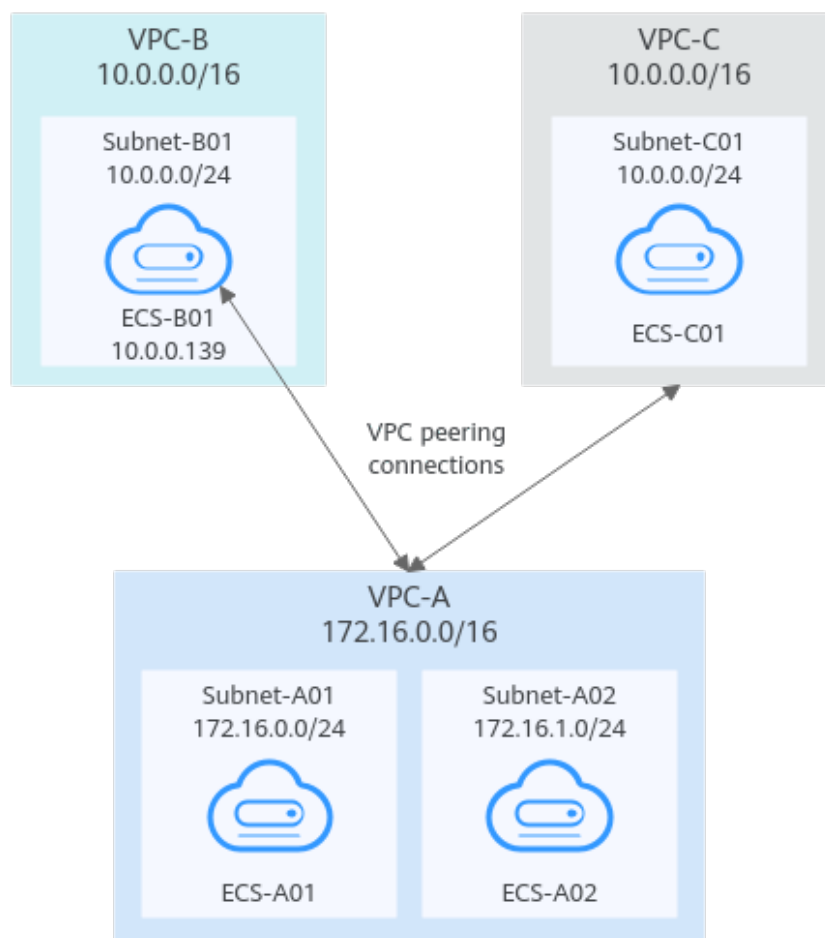 VPC-B
10.0.0.0/16
Subnet-B01
10.0.0.0/24
ECS-B01
10.0.0.139
VPC-C
10.0.0.0/16
Subnet-C01
10.0.0.0/24
ECS-C01
VPC peering
connections
VPC-A
172.16.0.0/16
Subnet-A01
172.16.0.0/24
ECS-A01
Subnet-A02
172.16.1.0/24
ECS-A02